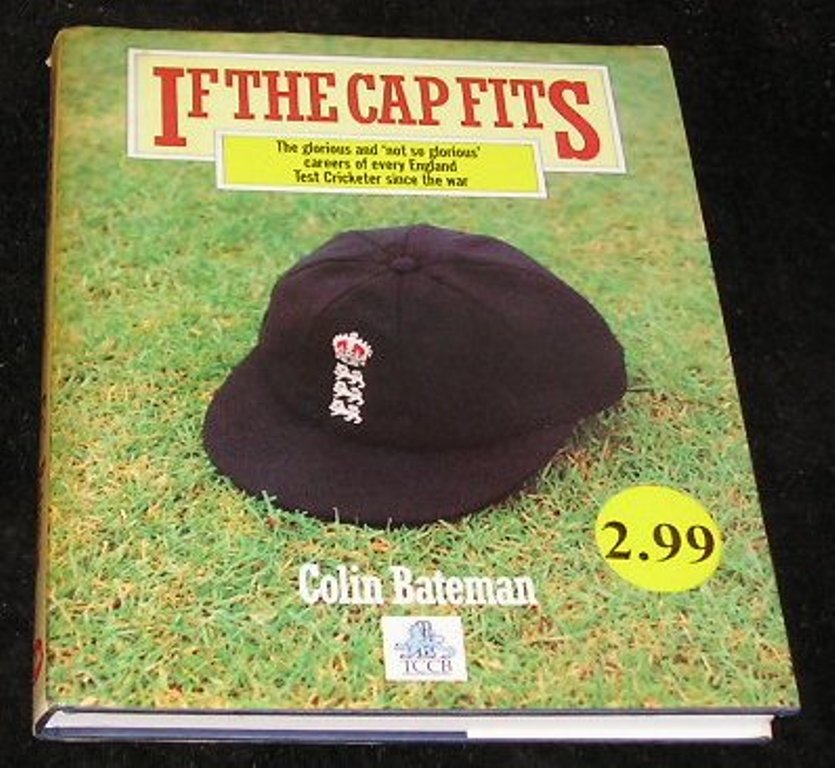 IF THE CAP FITS
The glorious and 'not so glorious'
careers of every England
Test Cricketer since the war
2.99
Colin Bateman
TCCB